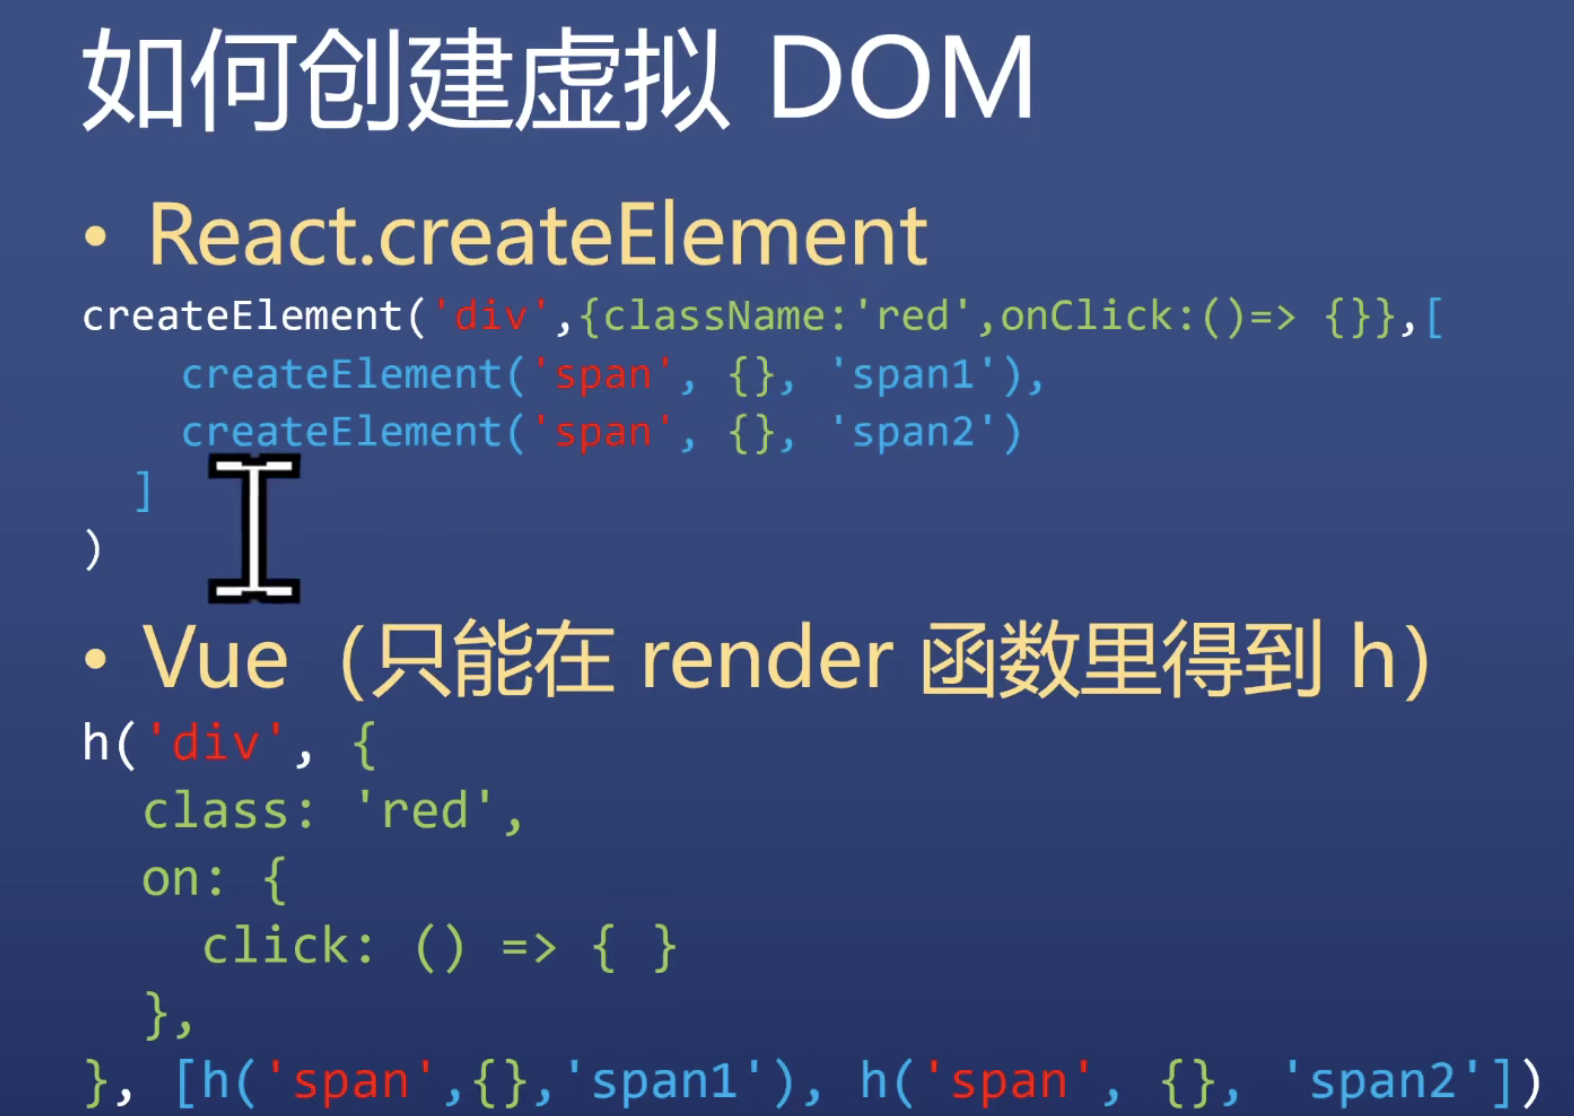 如何创建虚拟 DOM
• React.createElement
createElement('div',{className:'red',onClick:()=> {}},[
createElement('span', {}, 'span1'),
createElement('span', {}, 'span2')
]
)
• Vue（只能在 render 函数里得到 h）
h('div', {
class: 'red',
on: {
click: () => { }
},
}, [h('span',{},'span1'), h('span', {}, 'span2'])